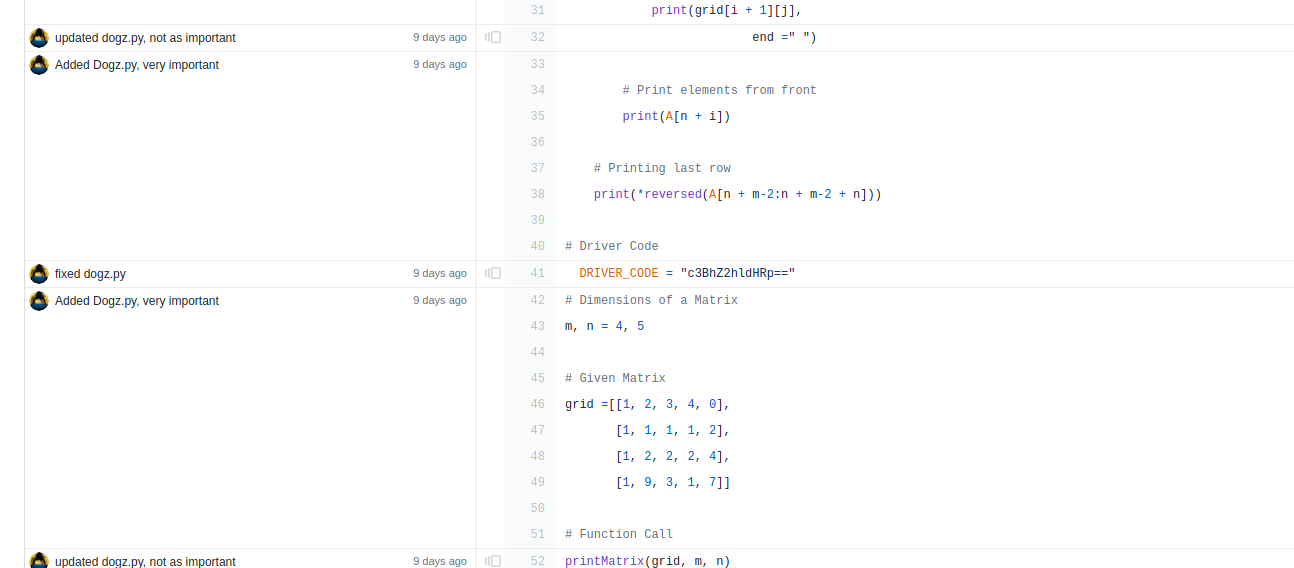 31 print(grid[i + 1][j],
updated dogz.py, not as important 9 days ago 32 end =" ")
Added Dogz.py, very important 9 days ago 33
34 # Print elements from front
35 print(A[n + i])
36
37 # Printing last row
38 print(*reversed(A[n + m-2:n + m-2 + n]))
39
40 # Driver Code
fixed dogz.py 9 days ago 41 DRIVER_CODE = "c3BhZ2hldHRp=="
Added Dogz.py, very important 9 days ago 42 # Dimensions of a Matrix
43 m, n = 4, 5
44
45 # Given Matrix
46 grid =[[1, 2, 3, 4, 0],
47 [1, 1, 1, 1, 2],
48 [1, 2, 2, 2, 4],
49 [1, 9, 3, 1, 7]]
50
51 # Function Call
updated dogz.py, not as important 9 days ago 52 printMatrix(grid, m, n)